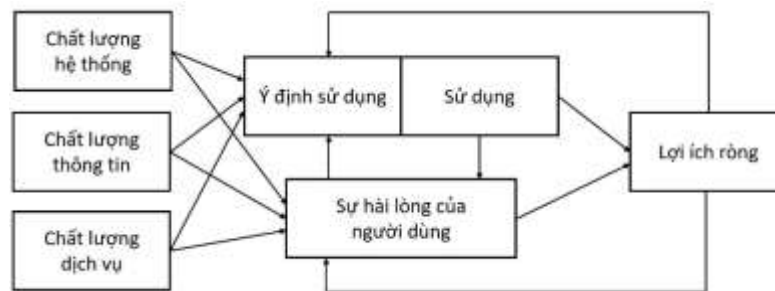 Chất lượng
hệ thống
Ý định sử dụng
Sử dụng
Chất lượng
thông tin
Lợi ích ròng
Sự hài lòng của
người dùng
Chất lượng
dịch vụ